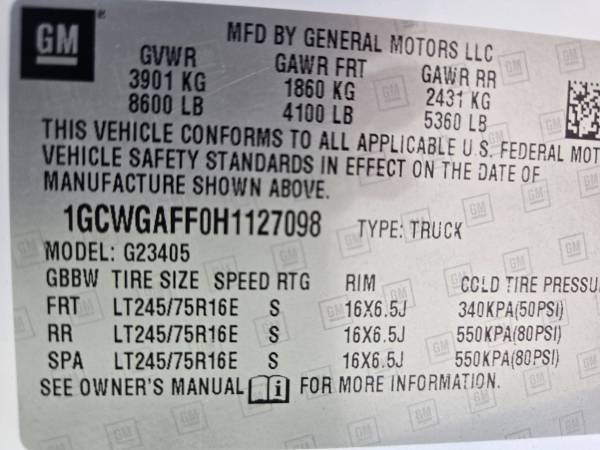 GM
MFD BY GENERAL MOTORS LLC
GVWR GAWR FRT GAWR RR
3901 KG 1860 KG 2431 KG
8600 LB 4100 LB 5360 LB
THIS VEHICLE CONFORMS TO ALL APPLICABLE U.S. FEDERAL MOT
VEHICLE SAFETY STANDARDS IN EFFECT ON THE DATE OF
MANUFACTURE SHOWN ABOVE.
1GCWGAFF0H1127098 TYPE: TRUCK
MODEL: G23405
GBBW TIRE SIZE SPEED RTG RIM COLD TIRE PRESSU
FRT LT245/75R16E S 16X6.5J 340KPA(50PSI)
RR LT245/75R16E S 16X6.5J 550KPA(80PSI)
SPA LT245/75R16E S 16X6.5J 550KPA(80PSI)
SEE OWNER'S MANUAL i FOR MORE INFORMATION.